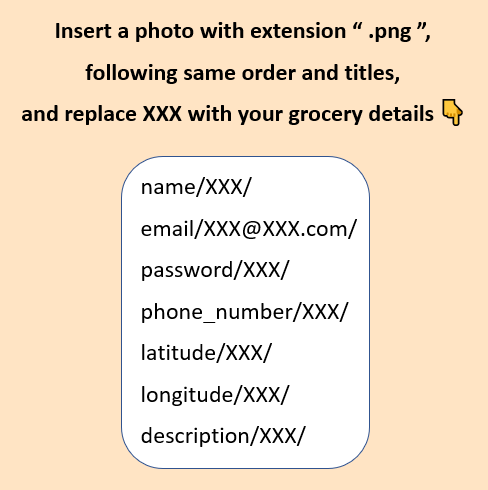 Insert a photo with extension “ .png ”,
following same order and titles,
and replace XXX with your grocery details 👇
name/XXX/
email/XXX@XXX.com/
password/XXX/
phone_number/XXX/
latitude/XXX/
longitude/XXX/
description/XXX/